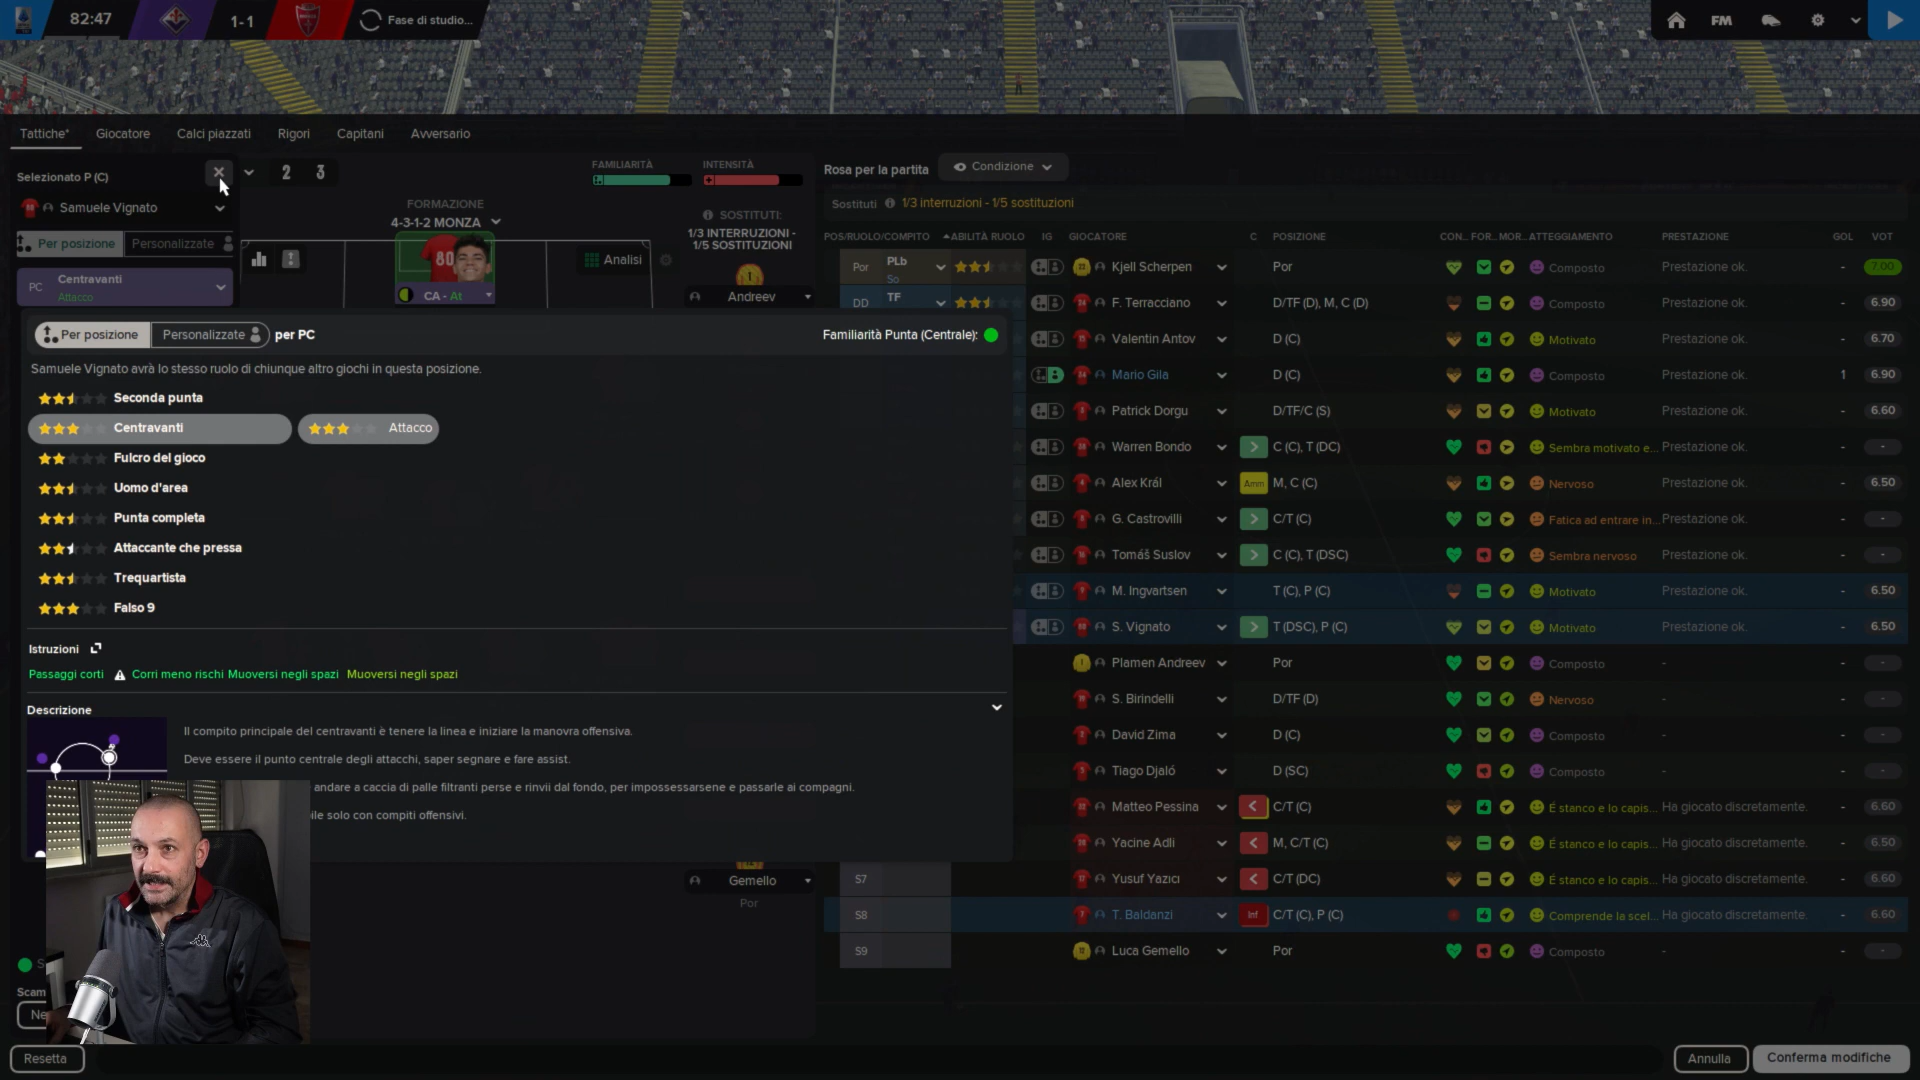 82:47
1-1
Fase di studio...
FM
Tattiche*
Giocatore
Calci piazzati
Rigori
Capitani
Avversario
Selezionato P (C)
2
3
Samuele Vignato
Per posizione
Personalizzate
PC
Centravanti
Attacco
FAMILIARITÀ
INTENSITÀ
FORMAZIONE
4-3-1-2 MONZA
SOSTITUTI:
1/3 INTERRUZIONI -
1/5 SOSTITUZIONI
80
CA - At
Analisi
Andreev
Rosa per la partita
Condizione
Sostituti
1/3 interruzioni - 1/5 sostituzioni
POS/RUOLO/COMPITO
ABILITÀ RUOLO
IG
GIOCATORE
C
POSIZIONE
CON...
FOR...
MOR...
ATTEGGIAMENTO
PRESTAZIONE
GOL
VOT
Por PLb So Kjell Scherpen Por Composto Prestazione ok. - 7.00
DD TF F. Terracciano D/TF (D), M, C (D) Composto Prestazione ok. - 6.90
Valentin Antov D (C) Motivato Prestazione ok. - 6.70
Mario Gila D (C) Composto Prestazione ok. 1 6.90
Patrick Dorgu D/TF/C (S) Motivato Prestazione ok. - 6.60
Warren Bondo C (C), T (DC) Sembra motivato e... Prestazione ok. - -
Alex Král Amm M, C (C) Nervoso Prestazione ok. - 6.50
G. Castrovilli C/T (C) Fatica ad entrare in... Prestazione ok. - -
Tomáš Suslov C (C), T (DSC) Sembra nervoso Prestazione ok. - -
M. Ingvartsen T (C), P (C) Motivato Prestazione ok. - 6.50
S. Vignato T (DSC), P (C) Motivato Prestazione ok. - 6.50
Plamen Andreev Por Composto - - -
S. Birindelli D/TF (D) Nervoso - - -
David Zima D (C) Composto - - -
Tiago Djaló D (SC) Composto - - -
Matteo Pessina C/T (C) É stanco e lo capis... Ha giocato discretamente. - 6.60
Yacine Adli M, C/T (C) É stanco e lo capis... Ha giocato discretamente. - 6.50
S7 Yusuf Yazıcı C/T (DC) É stanco e lo capis... Ha giocato discretamente. - 6.60
S8 T. Baldanzi Inf C/T (C), P (C) Comprende la scel... Ha giocato discretamente. - 6.60
S9 Luca Gemello Por Composto - - -
Per posizione
Personalizzate
per PC
Familiarità Punta (Centrale):
Samuele Vignato avrà lo stesso ruolo di chiunque altro giochi in questa posizione.
Seconda punta
Centravanti
Attacco
Fulcro del gioco
Uomo d'area
Punta completa
Attaccante che pressa
Trequartista
Falso 9
Istruzioni
Passaggi corti Corri meno rischi Muoversi negli spazi Muoversi negli spazi
Descrizione
Il compito principale del centravanti è tenere la linea e iniziare la manovra offensiva.
Deve essere il punto centrale degli attacchi, saper segnare e fare assist.
andare a caccia di palle filtranti perse e rinvii dal fondo, per impossessarsene e passarle ai compagni.
ile solo con compiti offensivi.
Gemello
Por
S
Scam
Ne
Resetta
Annulla
Conferma modifiche